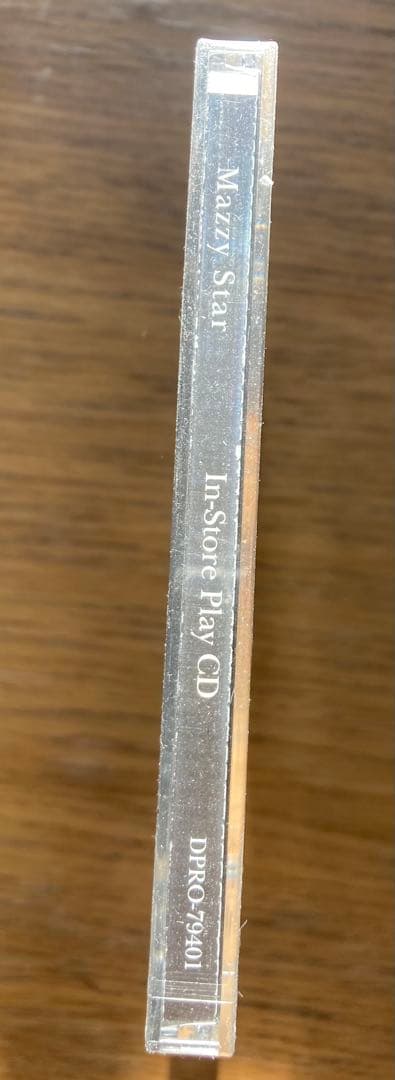 Mazzy Star
In-Store Play CD
DPRO-79401